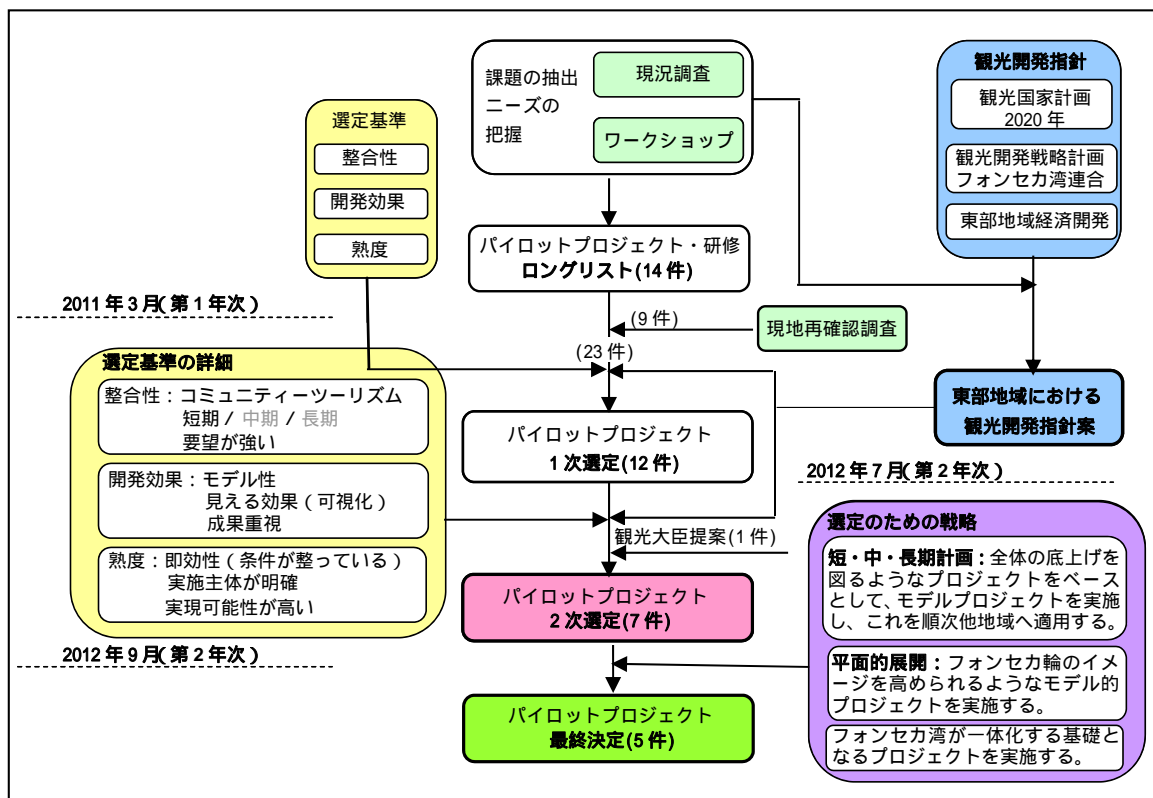 課題の抽出
ニーズの
把握
現況調査
ワークショップ
観光開発指針
観光国家計画
2020 年
観光開発戦略計画
フォンセカ湾連合
東部地域経済開発
選定基準
整合性
開発効果
熟度
パイロットプロジェクト・研修
ロングリスト(14 件)
2011 年 3 月(第 1 年次)
(9 件)
現地再確認調査
(23 件)
選定基準の詳細
整合性：コミュニティーツーリズム
短期 / 中期 / 長期
要望が強い
開発効果：モデル性
見える効果（可視化）
成果重視
熟度：即効性（条件が整っている）
実施主体が明確
実現可能性が高い
東部地域における
観光開発指針案
パイロットプロジェクト
1 次選定(12 件)
2012 年 7 月(第 2 年次)
観光大臣提案(1 件)
選定のための戦略
短・中・長期計画：全体の底上げを
図るようなプロジェクトをベース
として、モデルプロジェクトを実施
し、これを順次他地域へ適用する。
平面的展開：フォンセカ輪のイメ
ージを高められるようなモデル的
プロジェクトを実施する。
フォンセカ湾が一体化する基礎と
なるプロジェクトを実施する。
パイロットプロジェクト
2 次選定(7 件)
2012 年 9 月(第 2 年次)
パイロットプロジェクト
最終決定(5 件)